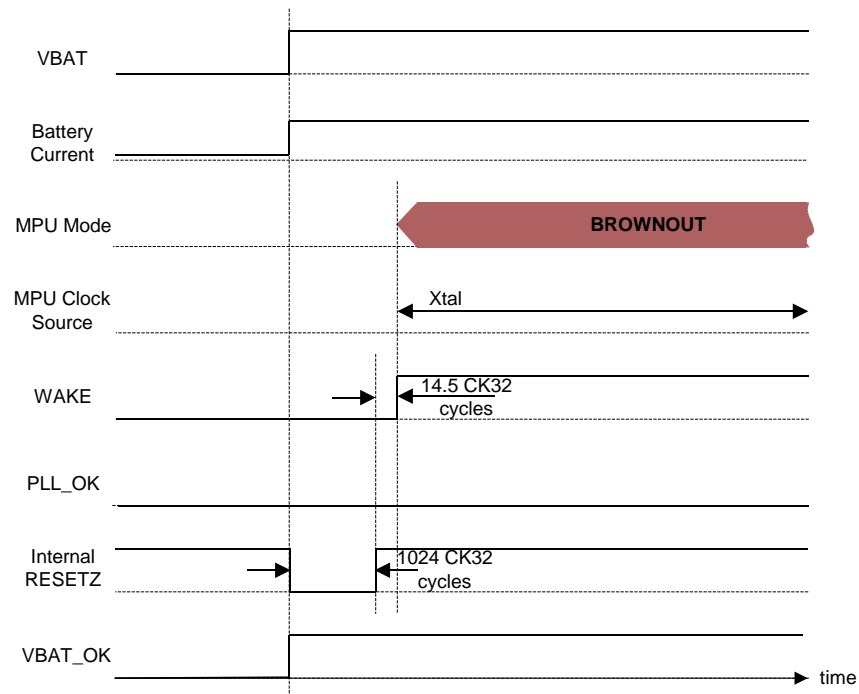 VBAT
Battery
Current
MPU Mode
BROWNOUT
MPU Clock
Source
Xtal
WAKE
14.5 CK32
cycles
PLL_OK
Internal
RESETZ
1024 CK32
cycles
VBAT_OK
time